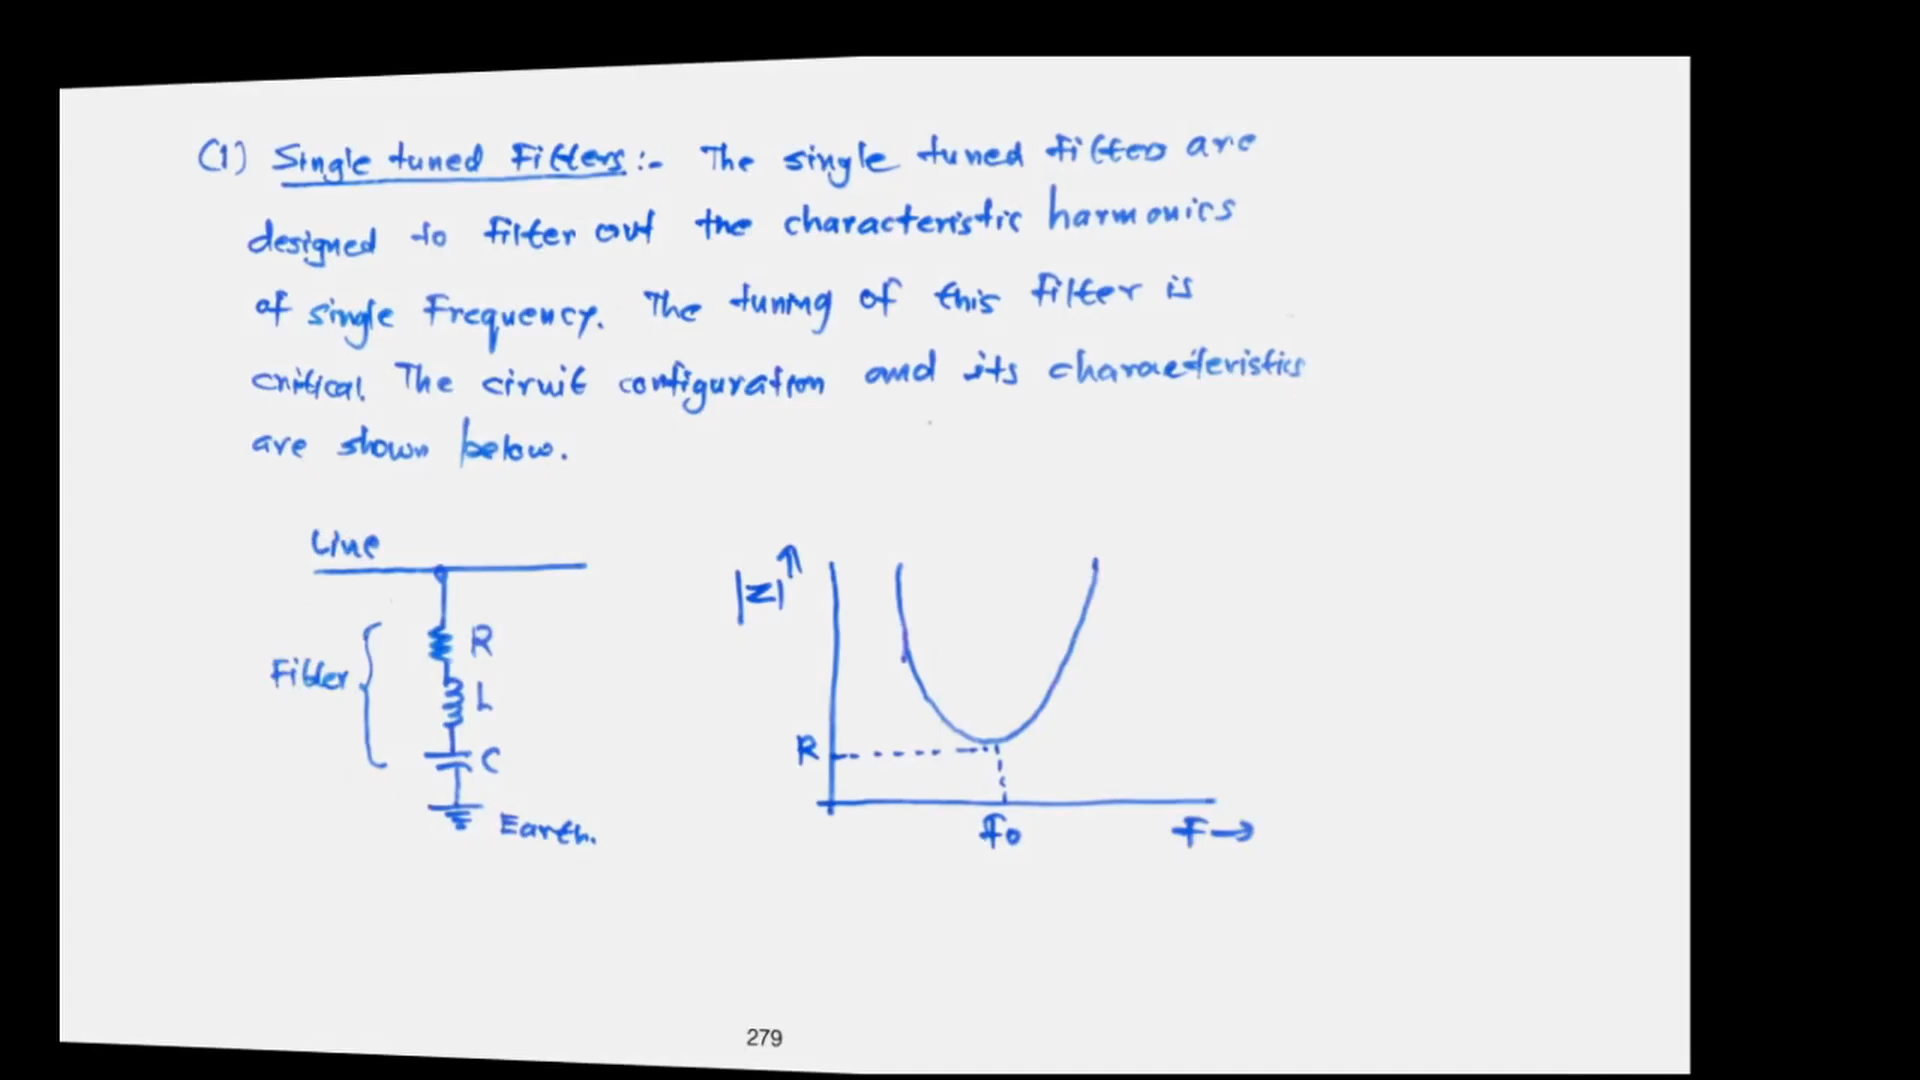 (1) Single tuned Filters :- The single tuned filters are
designed to filter out the characteristic harmonics
of single Frequency. The tuning of this filter is
critical. The ciruit configuration and its characteristics
are shown below.
Line
R
Filter
L
C
Earth.
|Z|
R
fo
F
279